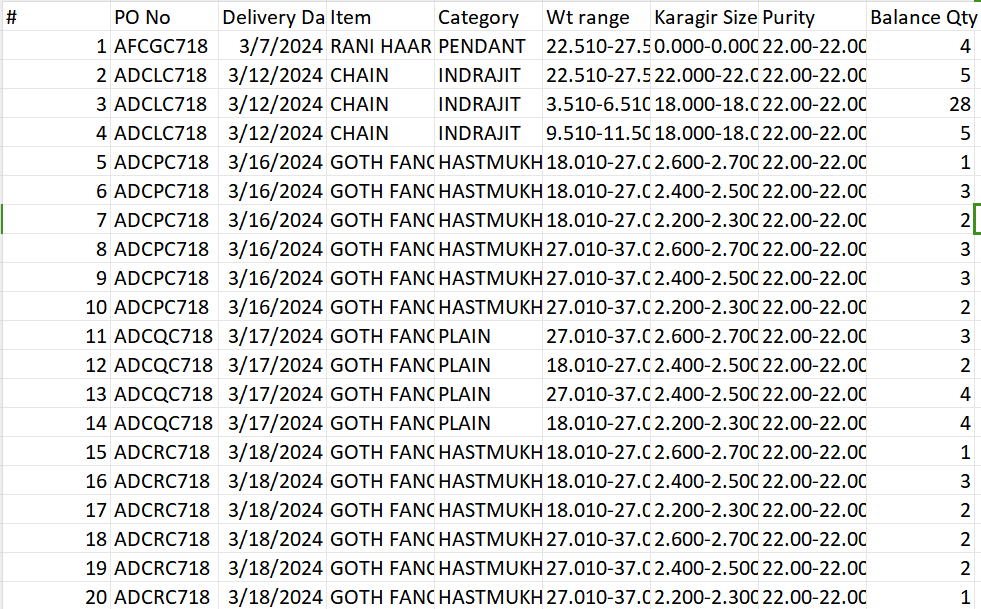 # PO No Delivery Da Item Category Wt range Karagir Size Purity Balance Qty
1 AFCGC718 3/7/2024 RANI HAAR PENDANT 22.510-27.5 0.000-0.000 22.00-22.00 4
2 ADCLC718 3/12/2024 CHAIN INDRAJIT 22.510-27.5 22.000-22.0 22.00-22.00 5
3 ADCLC718 3/12/2024 CHAIN INDRAJIT 3.510-6.510 18.000-18.0 22.00-22.00 28
4 ADCLC718 3/12/2024 CHAIN INDRAJIT 9.510-11.50 18.000-18.0 22.00-22.00 5
5 ADCPC718 3/16/2024 GOTH FANC HASTMUKH 18.010-27.0 2.600-2.700 22.00-22.00 1
6 ADCPC718 3/16/2024 GOTH FANC HASTMUKH 18.010-27.0 2.400-2.500 22.00-22.00 3
7 ADCPC718 3/16/2024 GOTH FANC HASTMUKH 18.010-27.0 2.200-2.300 22.00-22.00 2
8 ADCPC718 3/16/2024 GOTH FANC HASTMUKH 27.010-37.0 2.600-2.700 22.00-22.00 3
9 ADCPC718 3/16/2024 GOTH FANC HASTMUKH 27.010-37.0 2.400-2.500 22.00-22.00 3
10 ADCPC718 3/16/2024 GOTH FANC HASTMUKH 27.010-37.0 2.200-2.300 22.00-22.00 2
11 ADCQC718 3/17/2024 GOTH FANC PLAIN 27.010-37.0 2.600-2.700 22.00-22.00 3
12 ADCQC718 3/17/2024 GOTH FANC PLAIN 18.010-27.0 2.400-2.500 22.00-22.00 2
13 ADCQC718 3/17/2024 GOTH FANC PLAIN 27.010-37.0 2.400-2.500 22.00-22.00 4
14 ADCQC718 3/17/2024 GOTH FANC PLAIN 18.010-27.0 2.200-2.300 22.00-22.00 4
15 ADCRC718 3/18/2024 GOTH FANC HASTMUKH 18.010-27.0 2.600-2.700 22.00-22.00 1
16 ADCRC718 3/18/2024 GOTH FANC HASTMUKH 18.010-27.0 2.400-2.500 22.00-22.00 3
17 ADCRC718 3/18/2024 GOTH FANC HASTMUKH 18.010-27.0 2.200-2.300 22.00-22.00 2
18 ADCRC718 3/18/2024 GOTH FANC HASTMUKH 27.010-37.0 2.600-2.700 22.00-22.00 2
19 ADCRC718 3/18/2024 GOTH FANC HASTMUKH 27.010-37.0 2.400-2.500 22.00-22.00 2
20 ADCRC718 3/18/2024 GOTH FANC HASTMUKH 27.010-37.0 2.200-2.300 22.00-22.00 1